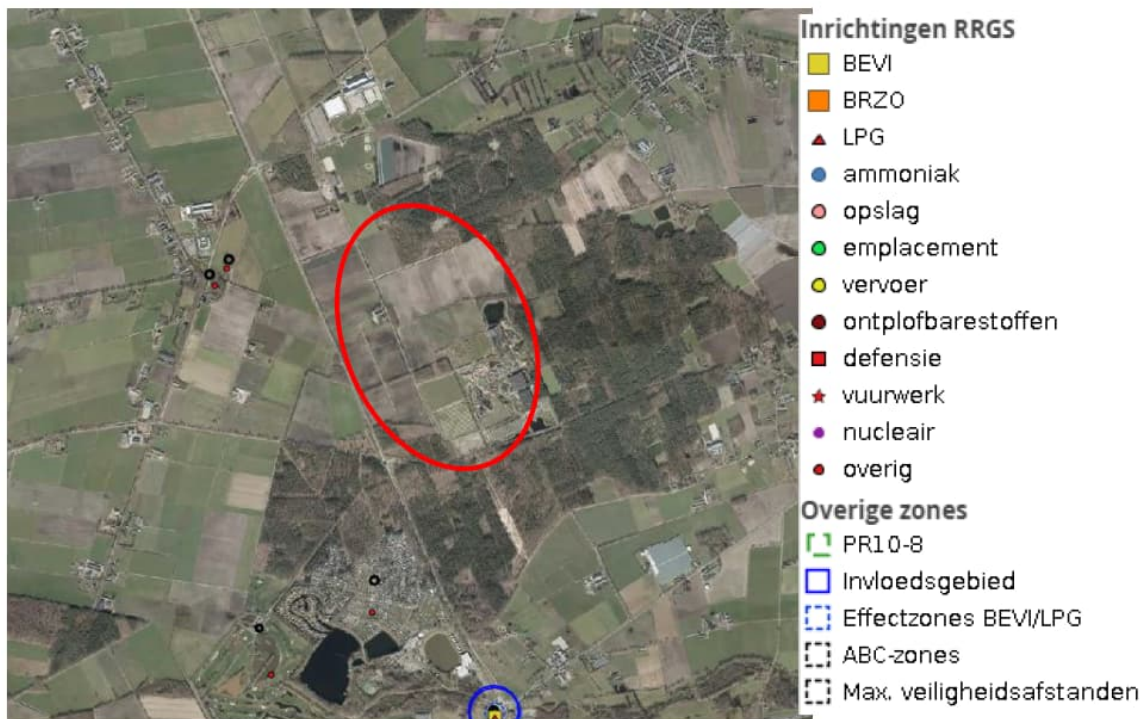 Inrichtingen RRGS
BEVI
BRZO
LPG
ammoniak
opslag
emplacement
vervoer
ontplofbarestoffen
defensie
vuurwerk
nucleair
overig
Overige zones
PR10-8
Invloedsgebied
Effectzones BEVI/LPG
ABC-zones
Max. veiligheidsafstanden